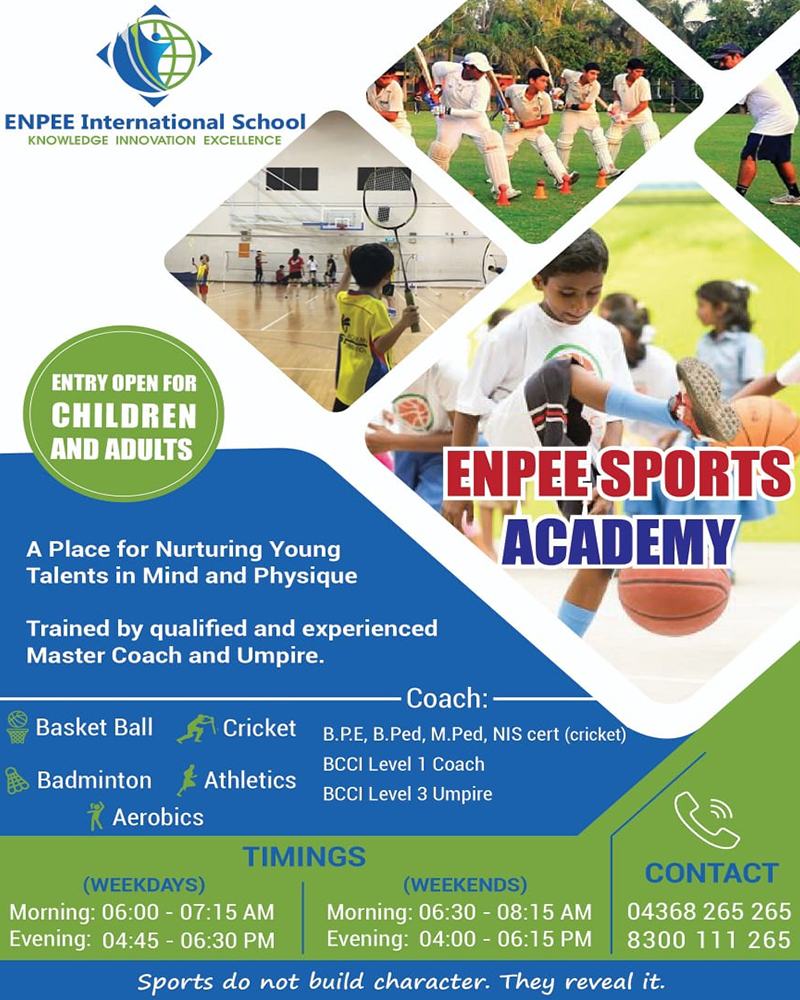 ENPEE International School
KNOWLEDGE INNOVATION EXCELLENCE
ENTRY OPEN FOR
CHILDREN
AND ADULTS
ENPEE SPORTS
ACADEMY
A Place for Nurturing Young
Talents in Mind and Physique
Trained by qualified and experienced
Master Coach and Umpire.
Basket Ball
Cricket
Badminton
Athletics
Aerobics
Coach:
B.P.E, B.Ped, M.Ped, NIS cert (cricket)
BCCI Level 1 Coach
BCCI Level 3 Umpire
TIMINGS
(WEEKDAYS)
Morning: 06:00 - 07:15 AM
Evening: 04:45 - 06:30 PM
(WEEKENDS)
Morning: 06:30 - 08:15 AM
Evening: 04:00 - 06:15 PM
CONTACT
04368 265 265
8300 111 265
Sports do not build character. They reveal it.